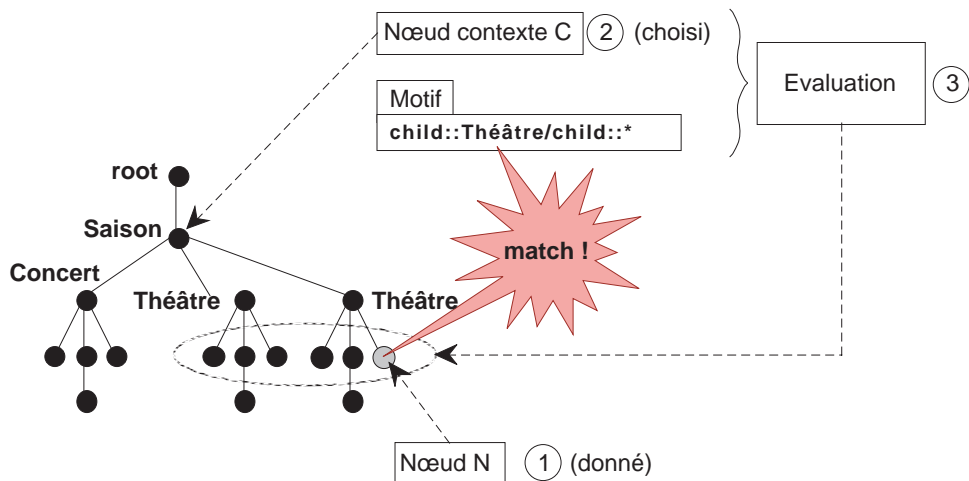 Nœud contexte C 2 (choisi)
Evaluation 3
Motif
child::Théâtre/child::*
root
Saison
match !
Concert
Théâtre Théâtre
Nœud N 1 (donné)